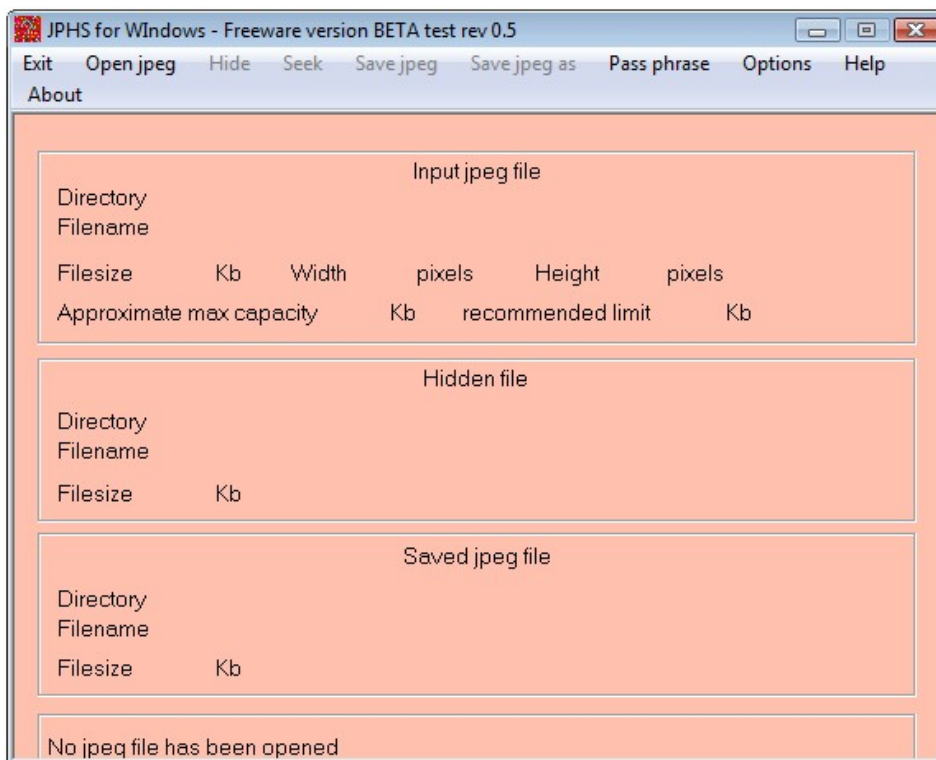 JPHS for WIndows - Freeware version BETA test rev 0.5
Exit Open jpeg Hide Seek Save jpeg Save jpeg as Pass phrase Options Help
About
Input jpeg file
Directory
Filename
Filesize Kb Width pixels Height pixels
Approximate max capacity Kb recommended limit Kb
Hidden file
Directory
Filename
Filesize Kb
Saved jpeg file
Directory
Filename
Filesize Kb
No jpeg file has been opened